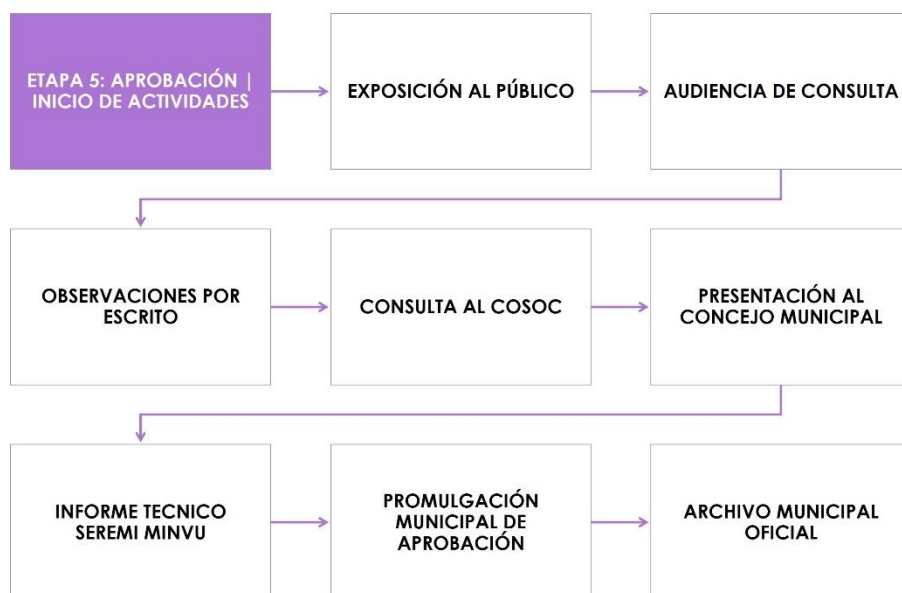 ETAPA 5: APROBACIÓN |
INICIO DE ACTIVIDADES
EXPOSICIÓN AL PÚBLICO
AUDIENCIA DE CONSULTA
OBSERVACIONES POR
ESCRITO
CONSULTA AL COSOC
PRESENTACIÓN AL
CONCEJO MUNICIPAL
INFORME TECNICO
SEREMI MINVU
PROMULGACIÓN
MUNICIPAL DE
APROBACIÓN
ARCHIVO MUNICIPAL
OFICIAL